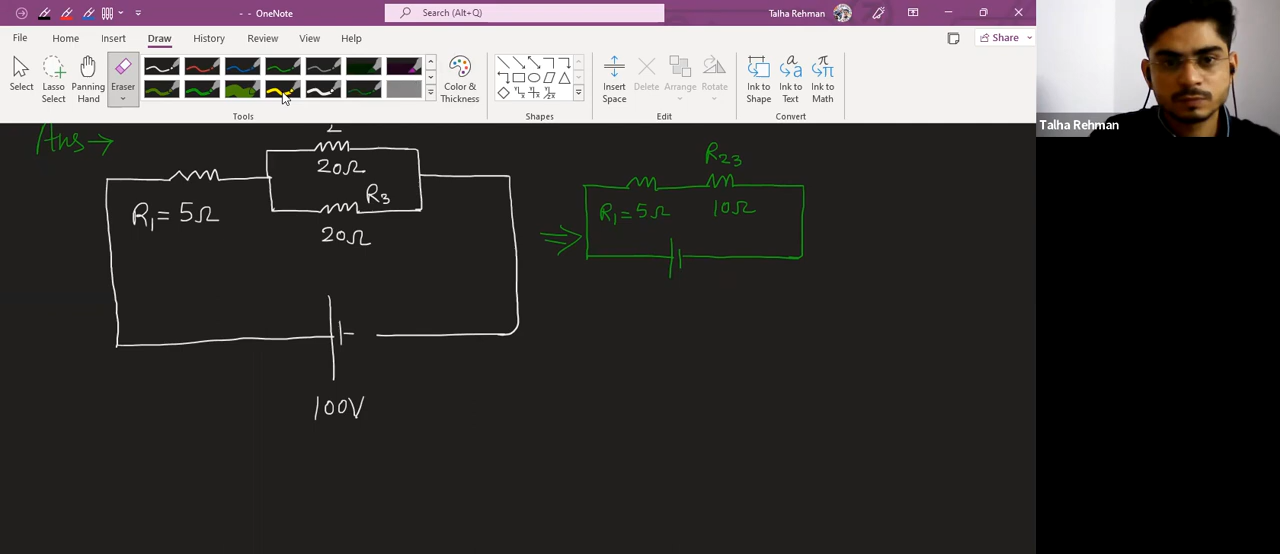 - - OneNote
Search (Alt+Q)
Talha Rehman
File
Home
Insert
Draw
History
Review
View
Help
Share
Select
Lasso Select
Panning Hand
Eraser
Color & Thickness
Insert Space
Delete
Arrange
Ink to Shape
Ink to Text
Ink to Math
Tools
Shapes
Edit
Convert
Talha Rehman
Ans →
20Ω
R3
20Ω
R1 = 5Ω
100V
⇒
R23
R1 = 5Ω
10Ω